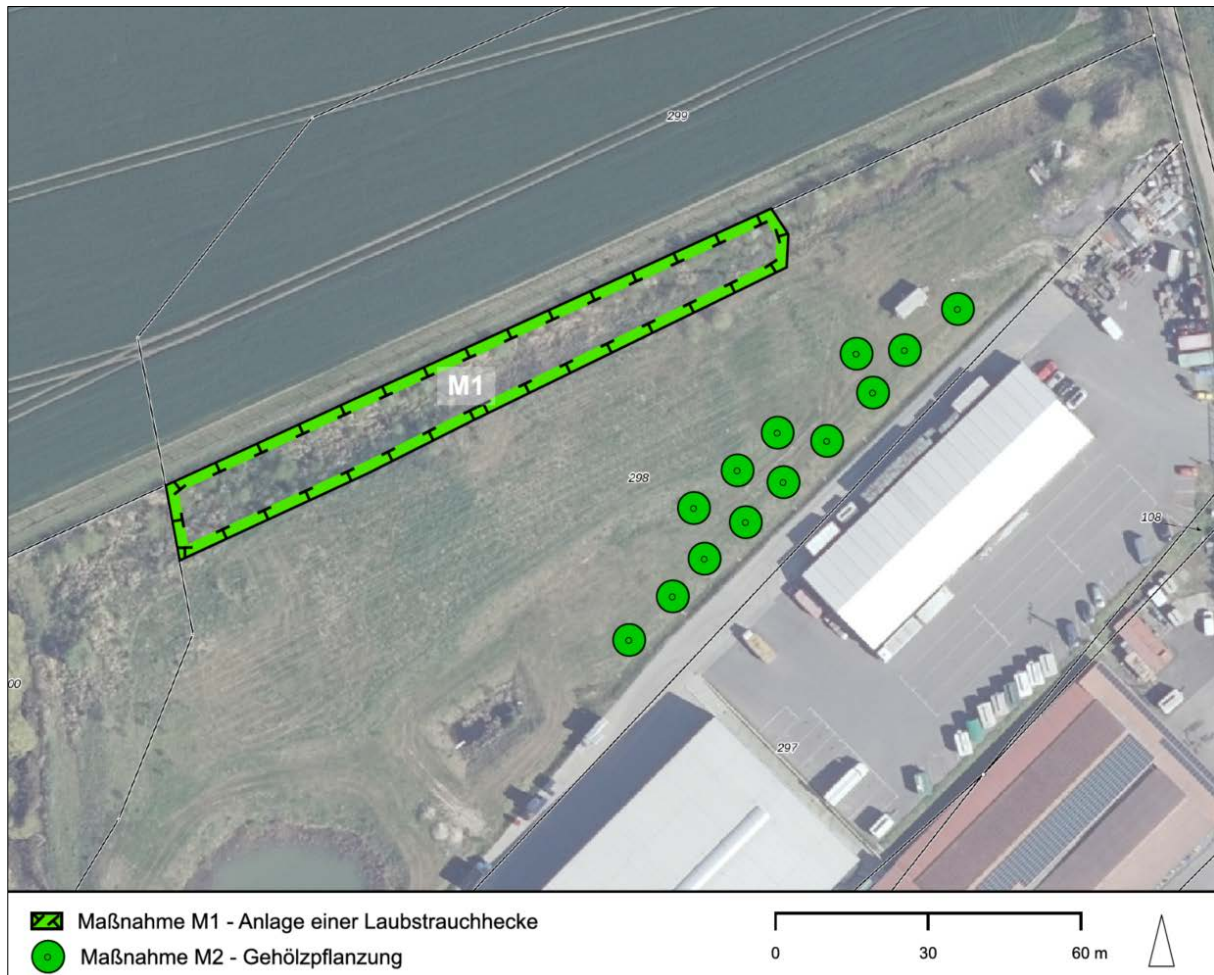 299
M1
298
108
00
297
Maßnahme M1 - Anlage einer Laubstrauchhecke
Maßnahme M2 - Gehölzpflanzung
0 30 60 m